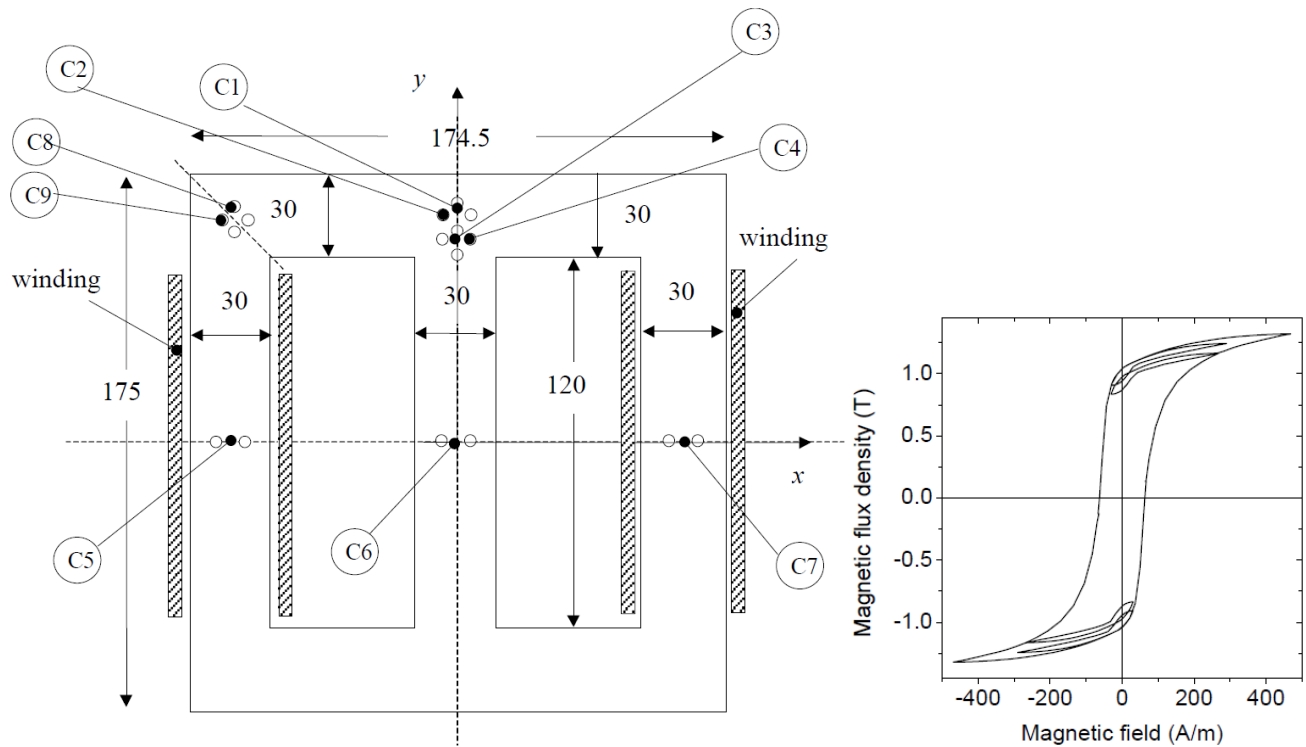 C3
C2
C1
y
C8
174.5
C4
C9
30
30
winding
winding
30
30
30
175
120
x
C5
C6
C7
Magnetic flux density (T)
1.0
0.5
0.0
-0.5
-1.0
-400 -200 0 200 400
Magnetic field (A/m)